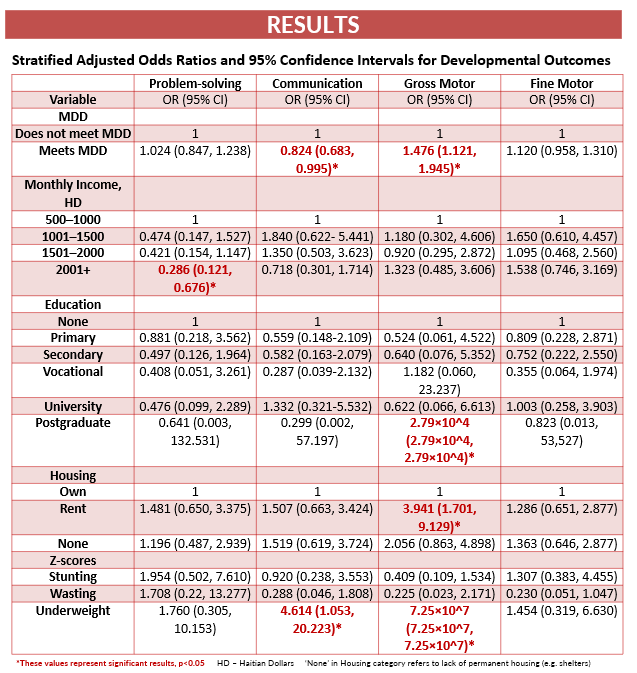 RESULTS
Stratified Adjusted Odds Ratios and 95% Confidence Intervals for Developmental Outcomes
Problem-solving Communication Gross Motor Fine Motor
Variable OR (95% CI) OR (95% CI) OR (95% CI) OR (95% CI)
MDD
Does not meet MDD 1 1 1 1
Meets MDD 1.024 (0.847, 1.238) 0.824 (0.683, 1.476 (1.121, 1.120 (0.958, 1.310)
0.995)* 1.945)*
Monthly Income,
HD
500–1000 1 1 1 1
1001–1500 0.474 (0.147, 1.527) 1.840 (0.622- 5.441) 1.180 (0.302, 4.606) 1.650 (0.610, 4.457)
1501–2000 0.421 (0.154, 1.147) 1.350 (0.503, 3.623) 0.920 (0.295, 2.872) 1.095 (0.468, 2.560)
2001+ 0.286 (0.121, 0.718 (0.301, 1.714) 1.323 (0.485, 3.606) 1.538 (0.746, 3.169)
0.676)*
Education
None 1 1 1 1
Primary 0.881 (0.218, 3.562) 0.559 (0.148-2.109) 0.524 (0.061, 4.522) 0.809 (0.228, 2.871)
Secondary 0.497 (0.126, 1.964) 0.582 (0.163-2.079) 0.640 (0.076, 5.352) 0.752 (0.222, 2.550)
Vocational 0.408 (0.051, 3.261) 0.287 (0.039-2.132) 1.182 (0.060, 0.355 (0.064, 1.974)
23.237)
University 0.476 (0.099, 2.289) 1.332 (0.321-5.532) 0.622 (0.066, 6.613) 1.003 (0.258, 3.903)
Postgraduate 0.641 (0.003, 0.299 (0.002, 2.79×10^4 0.823 (0.013,
132.531) 57.197) (2.79×10^4, 53,527)
2.79×10^4)*
Housing
Own 1 1 1 1
Rent 1.481 (0.650, 3.375) 1.507 (0.663, 3.424) 3.941 (1.701, 1.286 (0.651, 2.877)
9.129)*
None 1.196 (0.487, 2.939) 1.519 (0.619, 3.724) 2.056 (0.863, 4.898) 1.363 (0.646, 2.877)
Z-scores
Stunting 1.954 (0.502, 7.610) 0.920 (0.238, 3.553) 0.409 (0.109, 1.534) 1.307 (0.383, 4.455)
Wasting 1.708 (0.22, 13.277) 0.288 (0.046, 1.808) 0.225 (0.023, 2.171) 0.230 (0.051, 1.047)
Underweight 1.760 (0.305, 4.614 (1.053, 7.25×10^7 1.454 (0.319, 6.630)
10.153) 20.223)* (7.25×10^7,
7.25×10^7)*
*These values represent significant results, p<0.05 HD – Haitian Dollars 'None' in Housing category refers to lack of permanent housing (e.g. shelters)